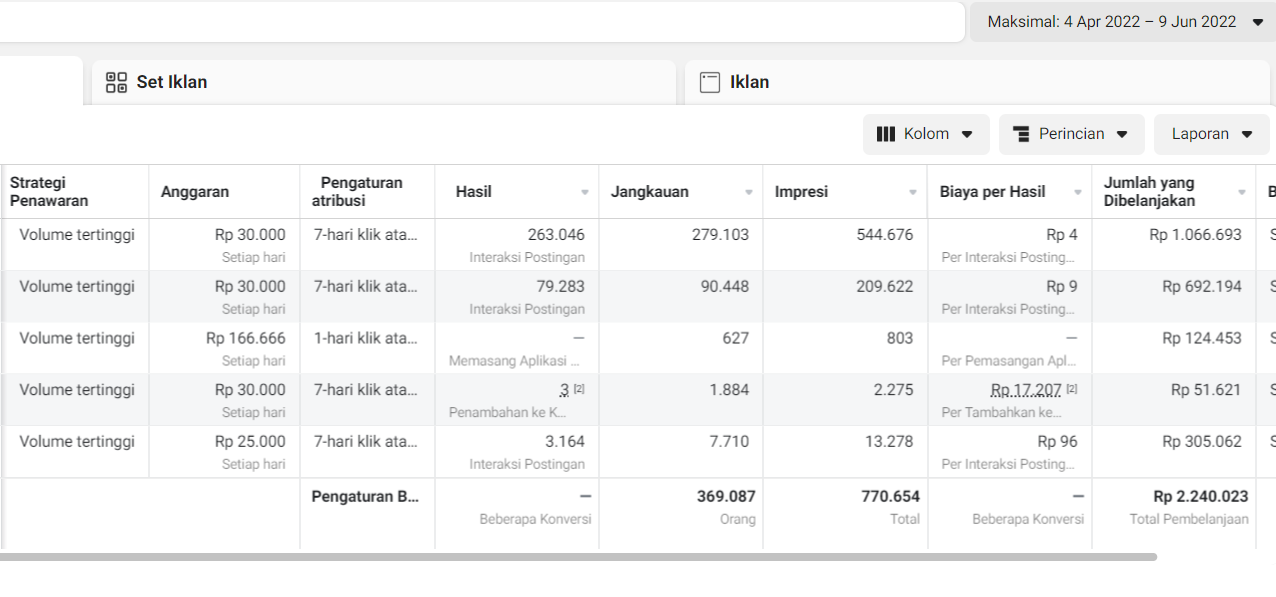 Maksimal: 4 Apr 2022 – 9 Jun 2022
Set Iklan
Iklan
Kolom
Perincian
Laporan
Strategi Penawaran
Anggaran
Pengaturan atribusi
Hasil
Jangkauan
Impresi
Biaya per Hasil
Jumlah yang Dibelanjakan
B
Volume tertinggi Rp 30.000 7-hari klik ata... 263.046 279.103 544.676 Rp 4 Rp 1.066.693 S
Setiap hari Interaksi Postingan Per Interaksi Posting...
Volume tertinggi Rp 30.000 7-hari klik ata... 79.283 90.448 209.622 Rp 9 Rp 692.194 S
Setiap hari Interaksi Postingan Per Interaksi Posting...
Volume tertinggi Rp 166.666 1-hari klik ata... — 627 803 — Rp 124.453 S
Setiap hari Memasang Aplikasi ... Per Pemasangan Apl...
Volume tertinggi Rp 30.000 7-hari klik ata... 3 [2] 1.884 2.275 Rp 17.207 [2] Rp 51.621 S
Setiap hari Penambahan ke K... Per Tambahkan ke...
Volume tertinggi Rp 25.000 7-hari klik ata... 3.164 7.710 13.278 Rp 96 Rp 305.062 S
Setiap hari Interaksi Postingan Per Interaksi Posting...
Pengaturan B... — 369.087 770.654 — Rp 2.240.023
Beberapa Konversi Orang Total Beberapa Konversi Total Pembelanjaan